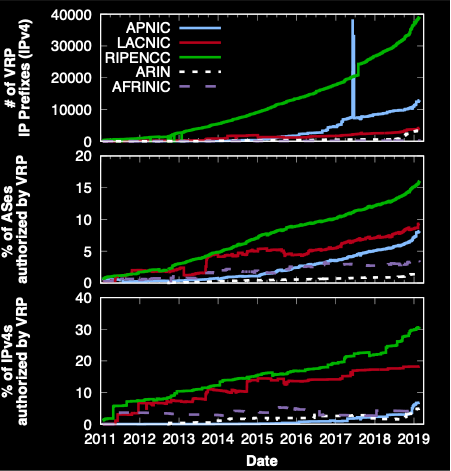 # of VRP
IP Prefixes (IPv4)
40000
30000
20000
10000
0
APNIC
LACNIC
RIPENCC
ARIN
AFRINIC
% of ASes
authorized by VRP
20
15
10
5
0
% of IPv4s
authorized by VRP
40
30
20
10
0
2011 2012 2013 2014 2015 2016 2017 2018 2019
Date